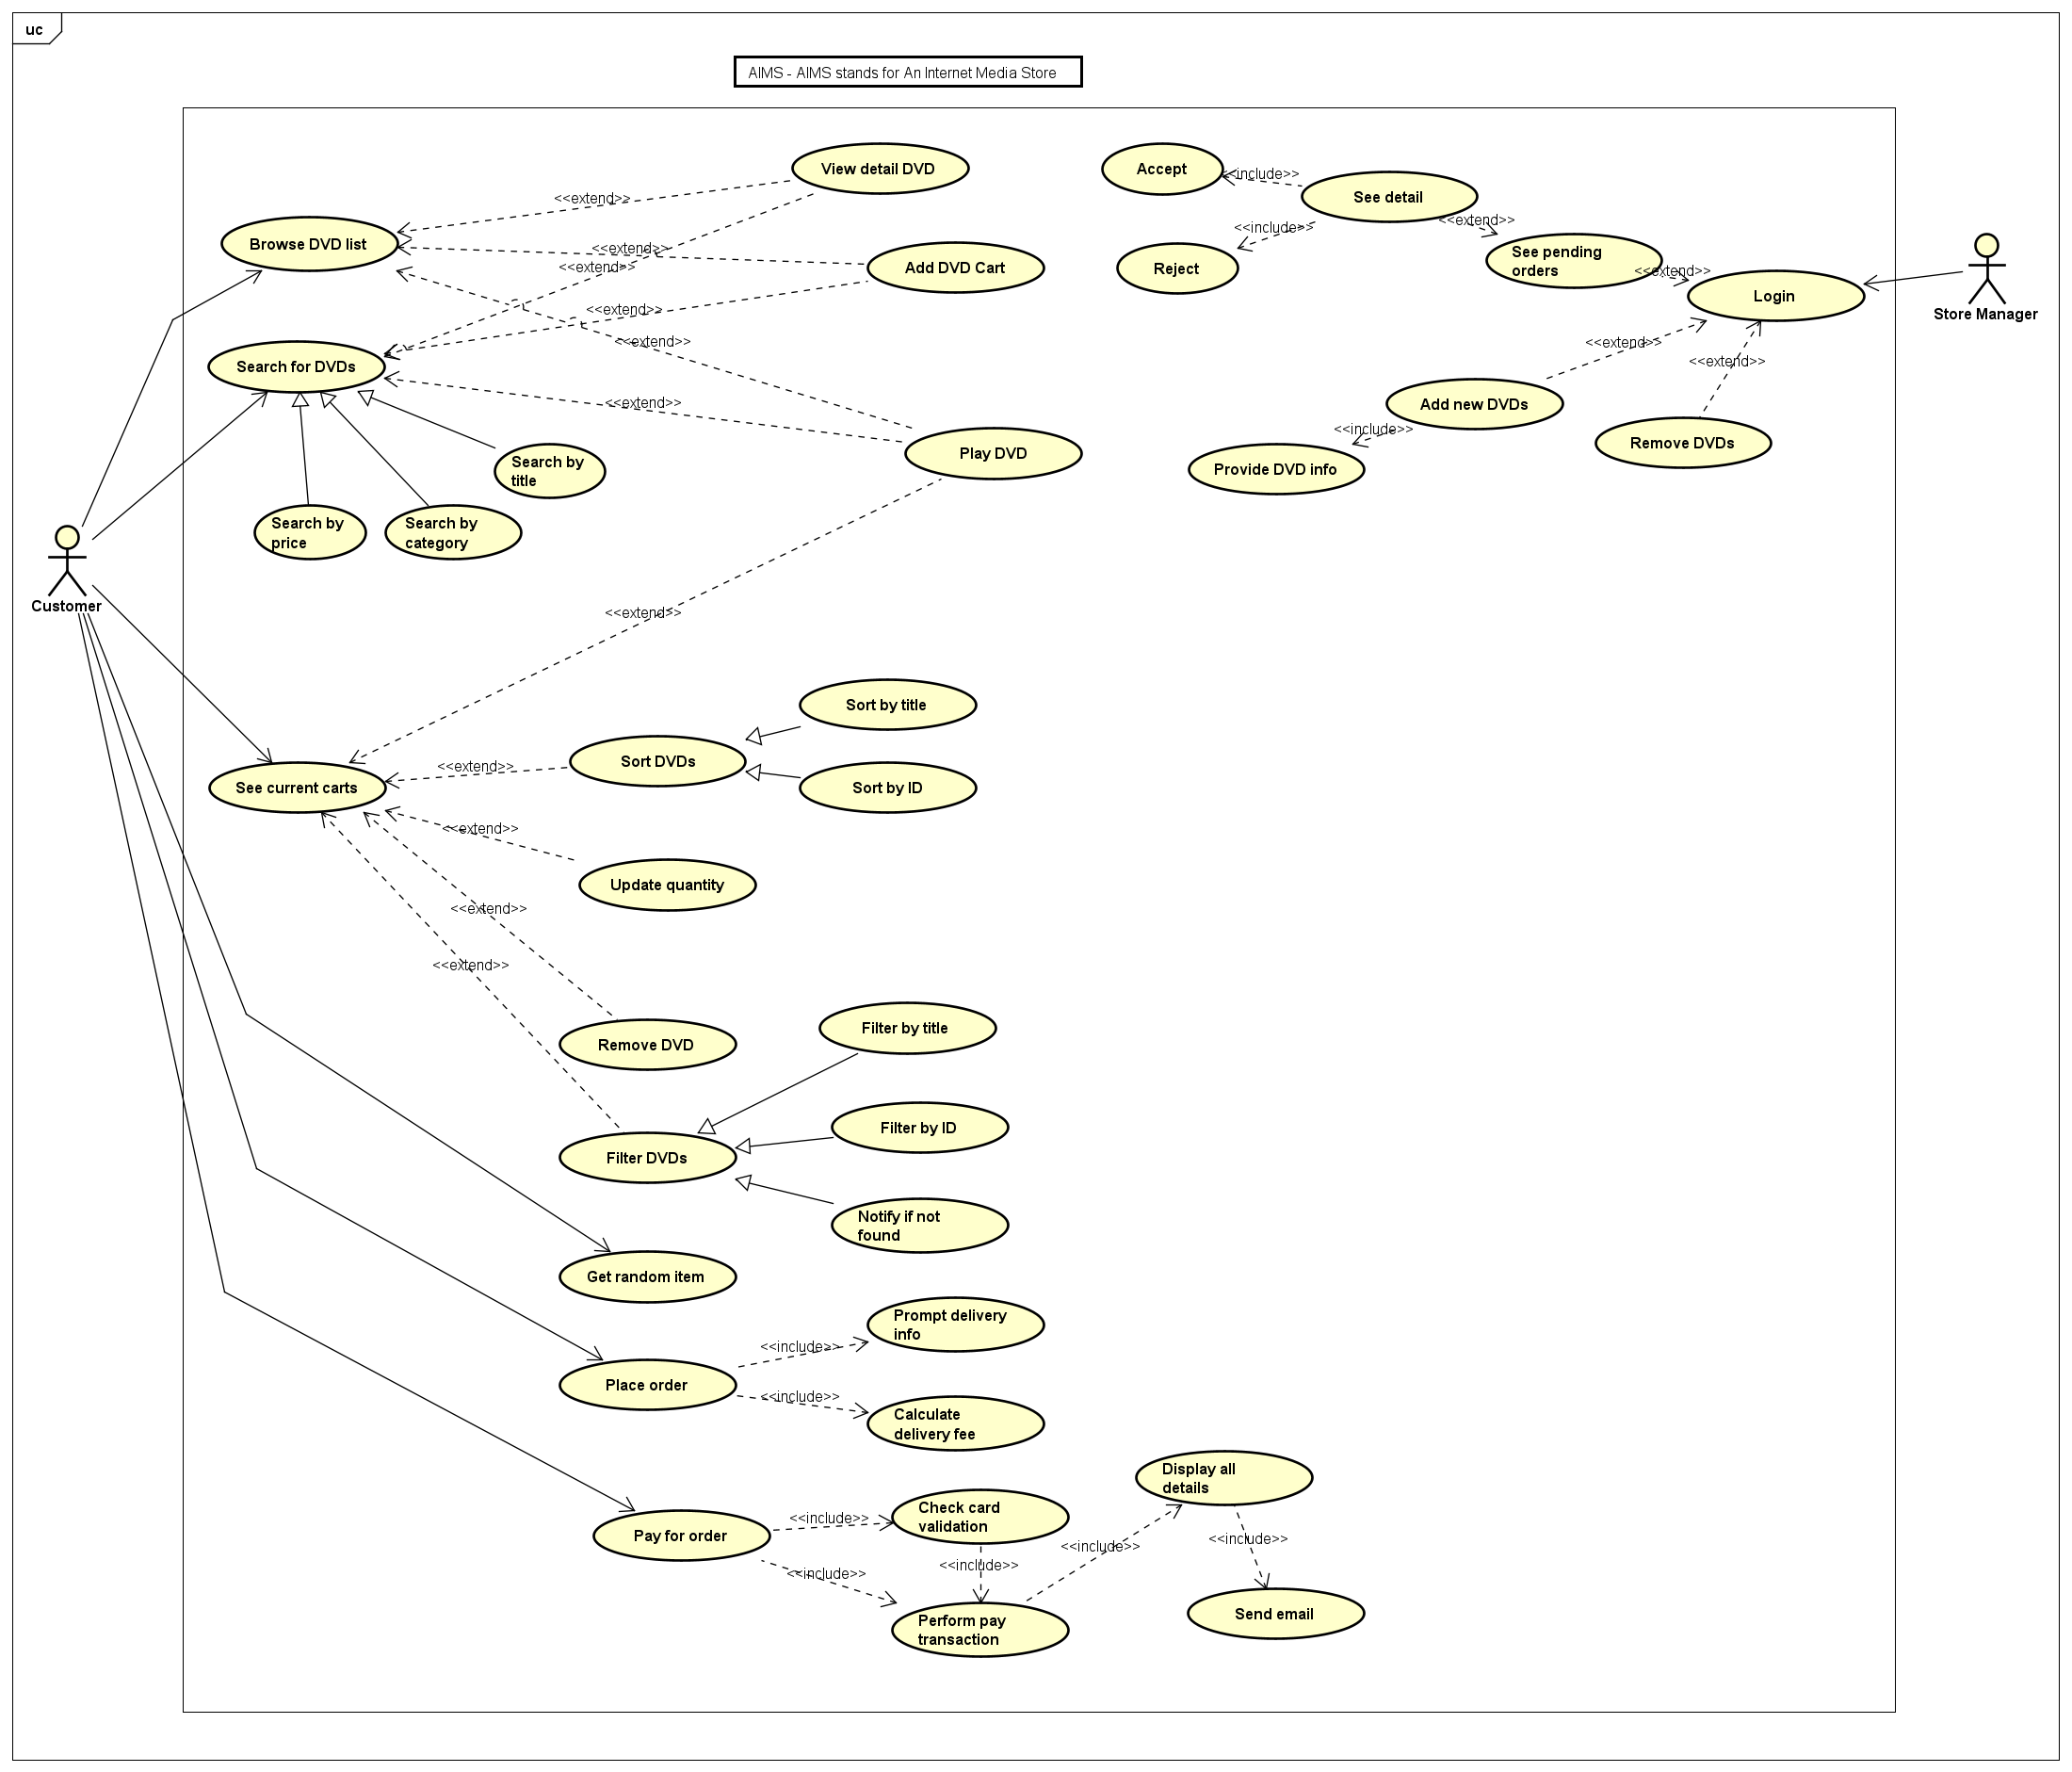 uc
AIMS - AIMS stands for An Internet Media Store
View detail DVD
Accept
<<include>>
See detail
<<extend>>
<<extend>>
Browse DVD list
<<include>>
<<extend>>
See pending
orders
Add DVD Cart
Reject
<<extend>>
<<extend>>
Login
Store Manager
<<extend>>
<<extend>>
<<extend>>
<<extend>>
Search for DVDs
<<extend>>
Add new DVDs
<<include>>
Remove DVDs
Play DVD
Search by
title
Provide DVD info
Search by
price
Search by
category
Customer
<<extend>>
Sort by title
<<extend>>
Sort DVDs
See current carts
Sort by ID
<<extend>>
Update quantity
<<extend>>
<<extend>>
Filter by title
Remove DVD
Filter by ID
Filter DVDs
Notify if not
found
Get random item
Prompt delivery
info
<<include>>
Place order
<<include>>
Calculate
delivery fee
Display all
details
Check card
validation
<<include>>
Pay for order
<<include>>
<<include>>
<<include>>
<<include>>
Perform pay
transaction
Send email